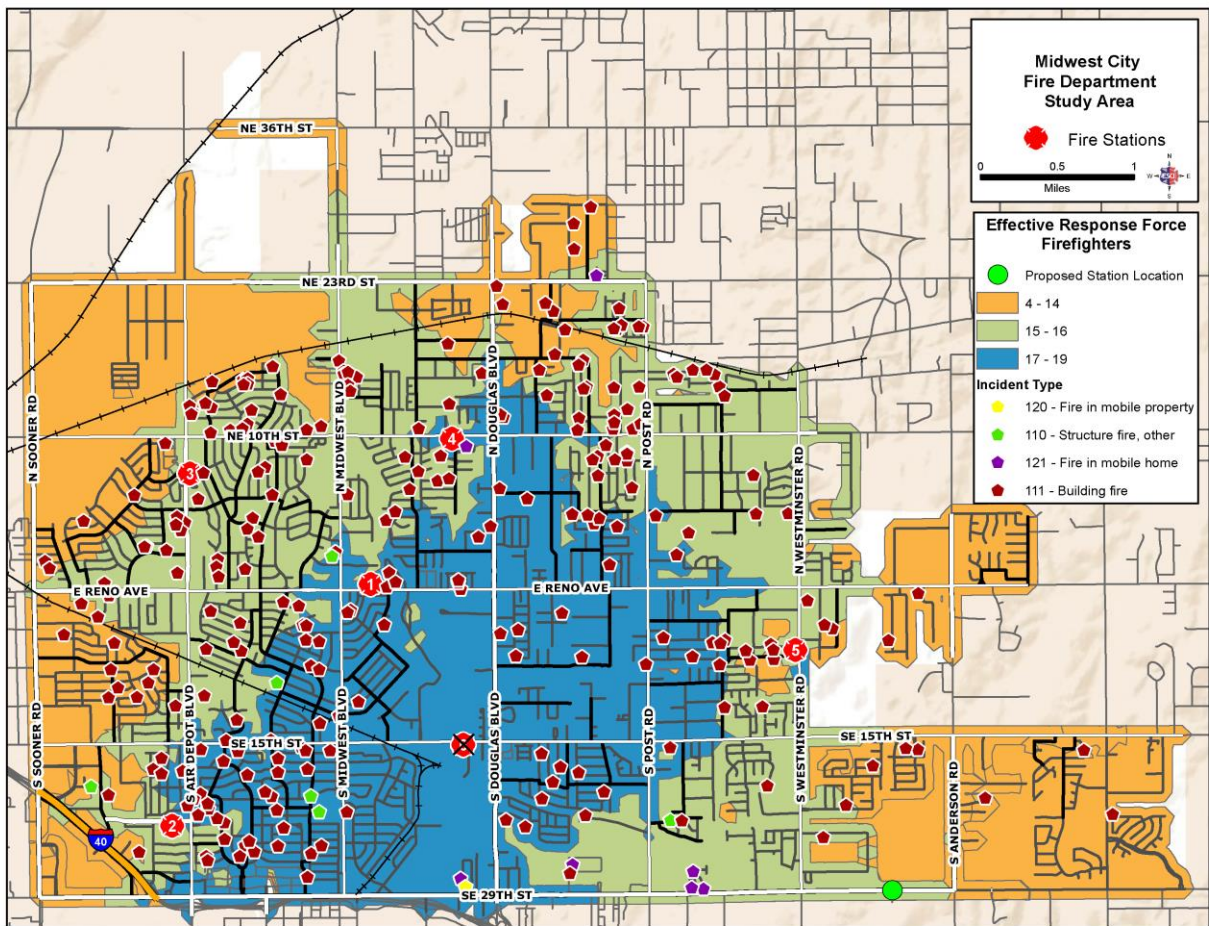 Midwest City
Fire Department
Study Area
Fire Stations
0 0.5 1
Miles
N
W E
S
Effective Response Force
Firefighters
Proposed Station Location
4 - 14
15 - 16
17 - 19
Incident Type
120 - Fire in mobile property
110 - Structure fire, other
121 - Fire in mobile home
111 - Building fire
NE 36TH ST
NE 23RD ST
N SOONER RD
N MIDWEST BLVD
N DOUGLAS BLVD
N POST RD
N WESTMINSTER RD
NE 10TH ST
4
3
1
E RENO AVE
E RENO AVE
5
S SOONER RD
S AIR DEPOT BLVD
S MIDWEST BLVD
S DOUGLAS BLVD
S POST RD
S WESTMINSTER RD
S ANDERSON RD
SE 15TH ST
SE 15TH ST
2
40
SE 29TH ST